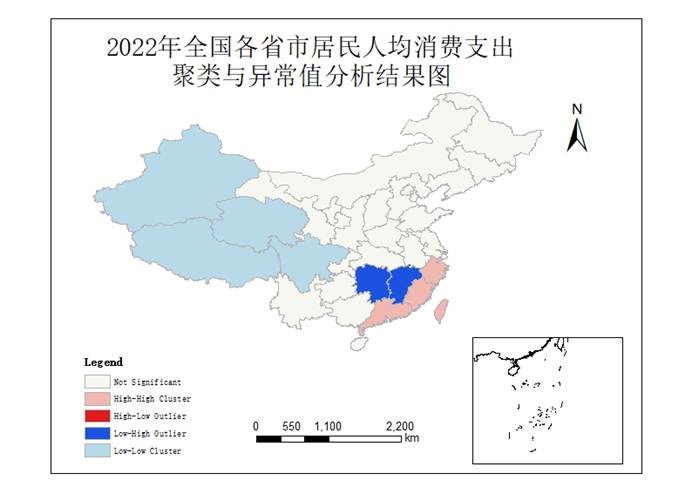 2022年全国各省市居民人均消费支出
聚类与异常值分析结果图
N
Legend
Not Significant
High-High Cluster
High-Low Outlier
Low-High Outlier
Low-Low Cluster
0 550 1,100 2,200
km